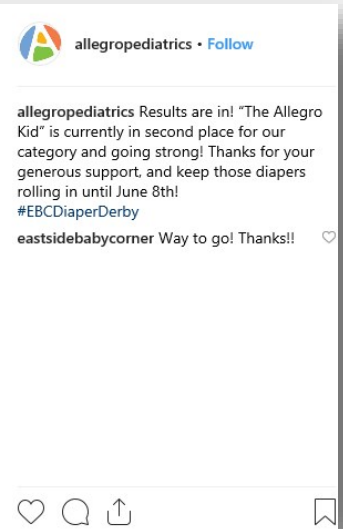 allegropediatrics • Follow
allegropediatrics Results are in! “The Allegro
Kid” is currently in second place for our
category and going strong! Thanks for your
generous support, and keep those diapers
rolling in until June 8th!
#EBCDiaperDerby
eastsidebabycorner Way to go! Thanks!!